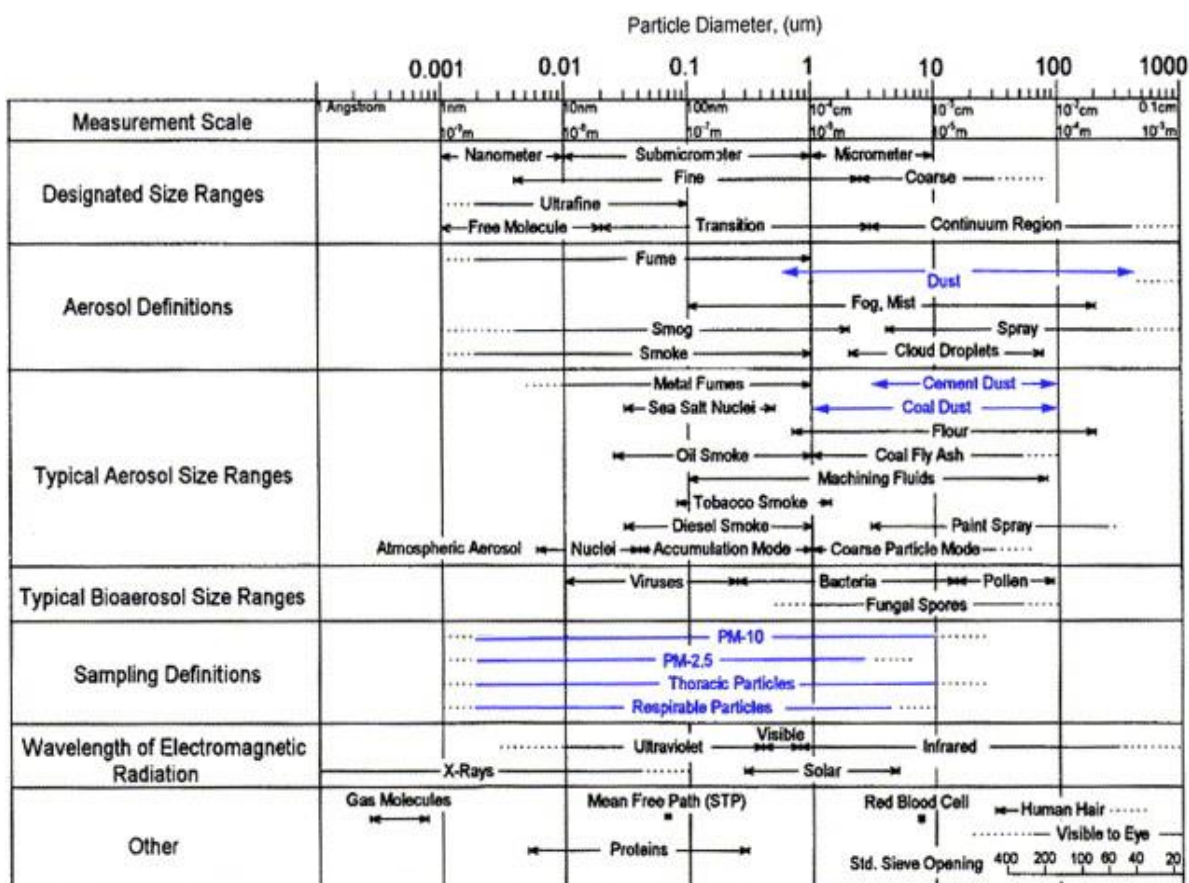 Particle Diameter, (um)
0.001 0.01 0.1 1 10 100 1000
Measurement Scale
1 Angstrom 1nm 10nm 100nm 10⁻⁴cm 10⁻³cm 10⁻²cm 0.1cm
10⁻⁹m 10⁻⁸m 10⁻⁷m 10⁻⁶m 10⁻⁵m 10⁻⁴m 10⁻³m
Designated Size Ranges
Nanometer Submicrometer Micrometer
Fine Coarse
Ultrafine
Free Molecule Transition Continuum Region
Aerosol Definitions
Fume
Dust
Fog, Mist
Smog Spray
Smoke Cloud Droplets
Typical Aerosol Size Ranges
Metal Fumes Cement Dust
Sea Salt Nuclei Coal Dust
Flour
Oil Smoke Coal Fly Ash
Machining Fluids
Tobacco Smoke
Diesel Smoke Paint Spray
Atmospheric Aerosol Nuclei Accumulation Mode Coarse Particle Mode
Typical Bioaerosol Size Ranges
Viruses Bacteria Pollen
Fungal Spores
Sampling Definitions
PM-10
PM-2.5
Thoracic Particles
Respirable Particles
Wavelength of Electromagnetic
Radiation
Visible
Ultraviolet Infrared
X-Rays Solar
Other
Gas Molecules Mean Free Path (STP) Red Blood Cell
Human Hair
Visible to Eye
Proteins
Std. Sieve Opening 400 200 100 60 40 20